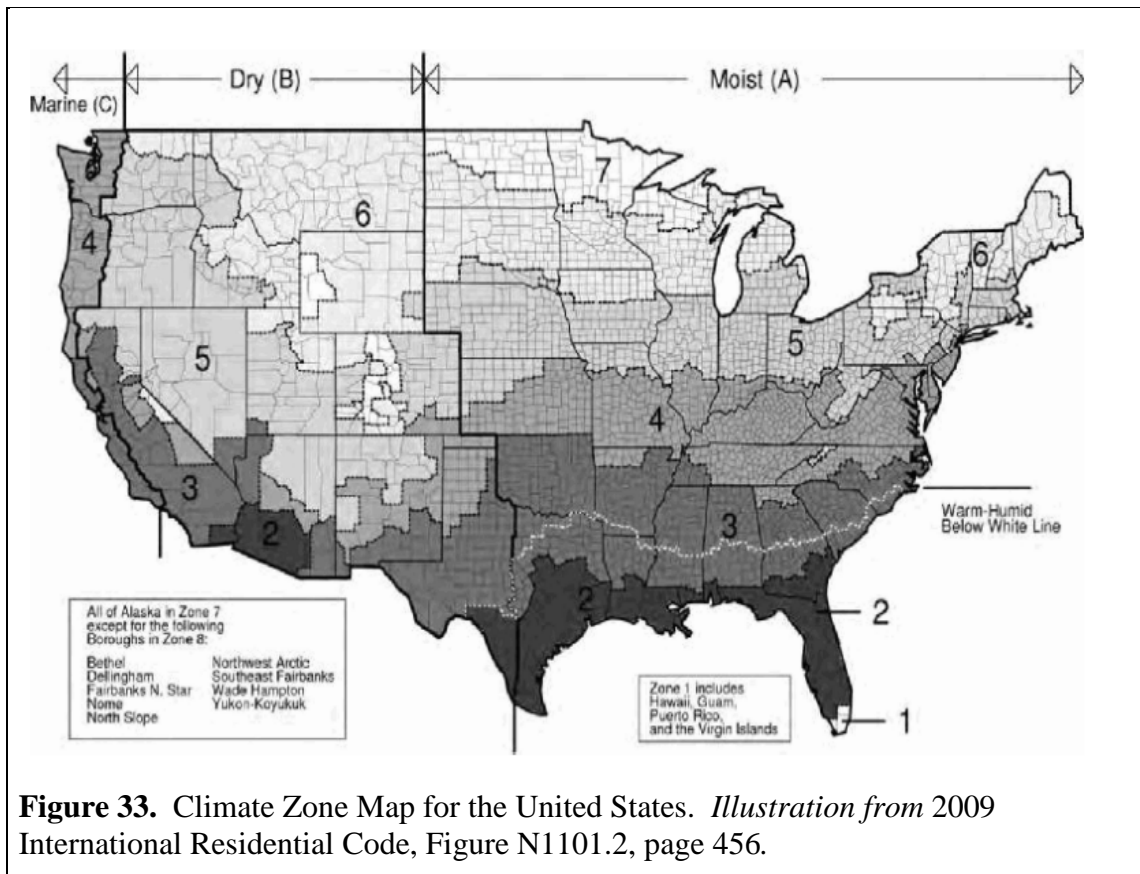 Dry (B)
Moist (A)
Marine (C)
7
6
6
4
5
5
4
3
3
2
Warm-Humid
Below White Line
All of Alaska in Zone 7
except for the following
Boroughs in Zone 8:
Bethel Northwest Arctic
Dellingham Southeast Fairbanks
Fairbanks N. Star Wade Hampton
Nome Yukon-Koyukuk
North Slope
2
2
Zone 1 includes
Hawaii, Guam,
Puerto Rico,
and the Virgin Islands
1
Figure 33. Climate Zone Map for the United States. Illustration from 2009
International Residential Code, Figure N1101.2, page 456.